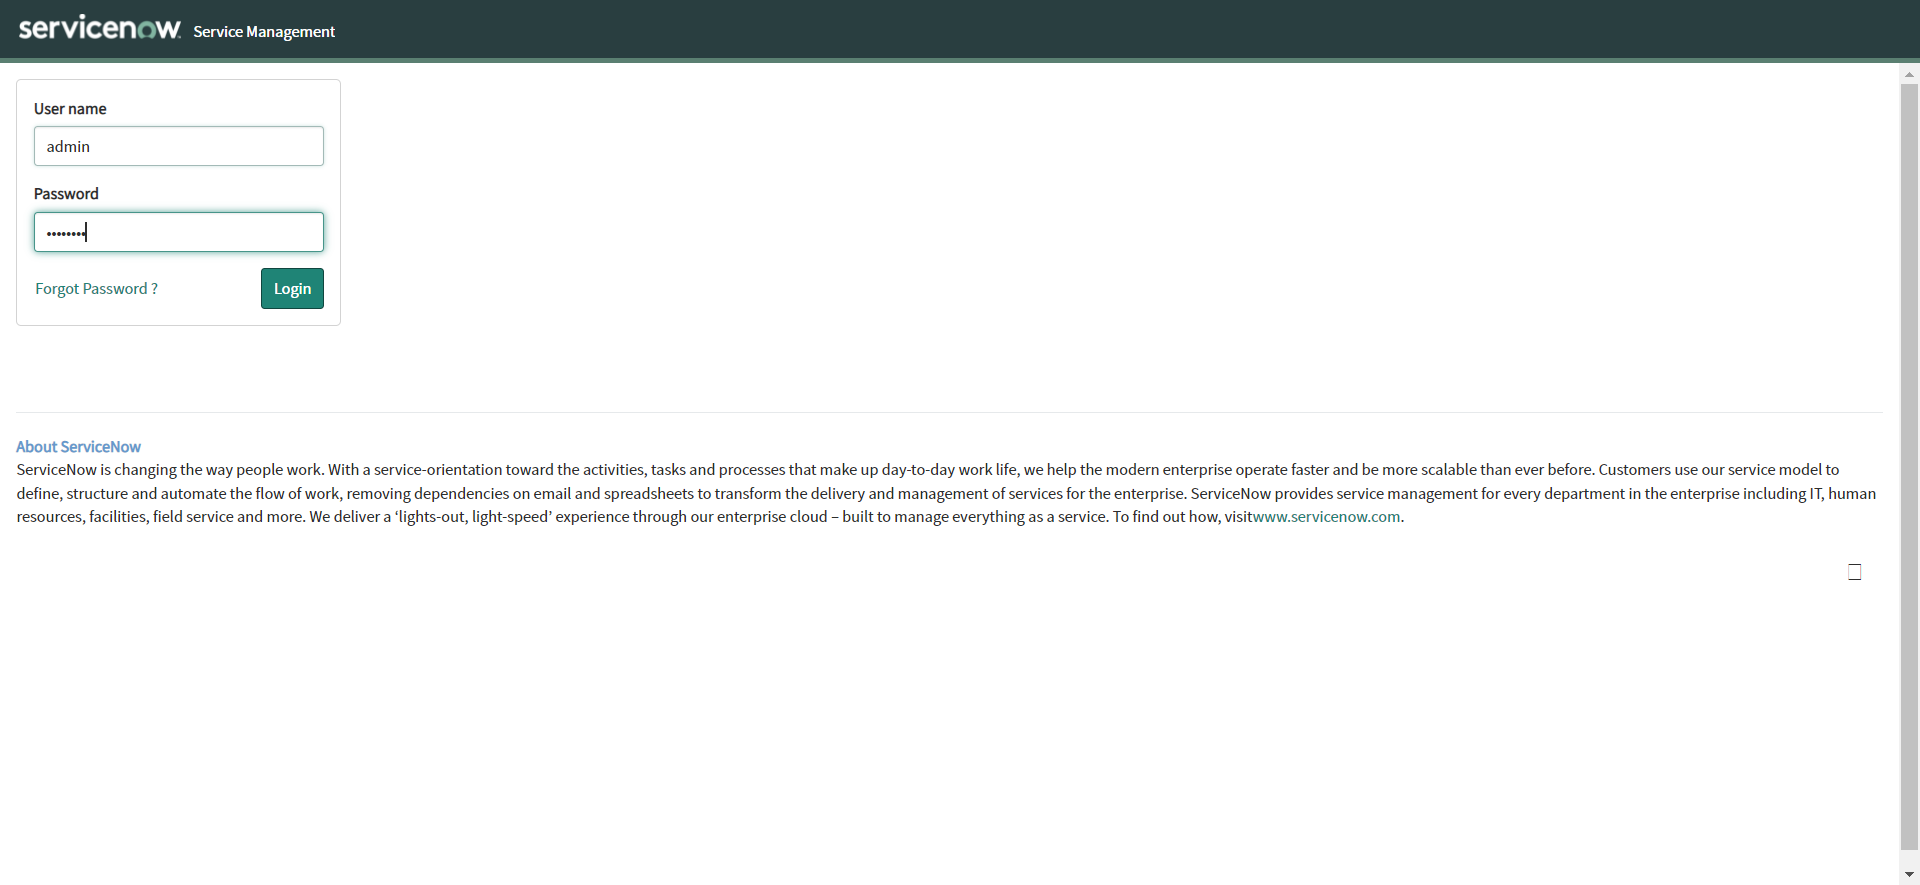 servicenow Service Management
User name
admin
Password
••••••••
Forgot Password ?
Login
About ServiceNow
ServiceNow is changing the way people work. With a service-orientation toward the activities, tasks and processes that make up day-to-day work life, we help the modern enterprise operate faster and be more scalable than ever before. Customers use our service model to
define, structure and automate the flow of work, removing dependencies on email and spreadsheets to transform the delivery and management of services for the enterprise. ServiceNow provides service management for every department in the enterprise including IT, human
resources, facilities, field service and more. We deliver a ‘lights-out, light-speed’ experience through our enterprise cloud – built to manage everything as a service. To find out how, visitwww.servicenow.com.